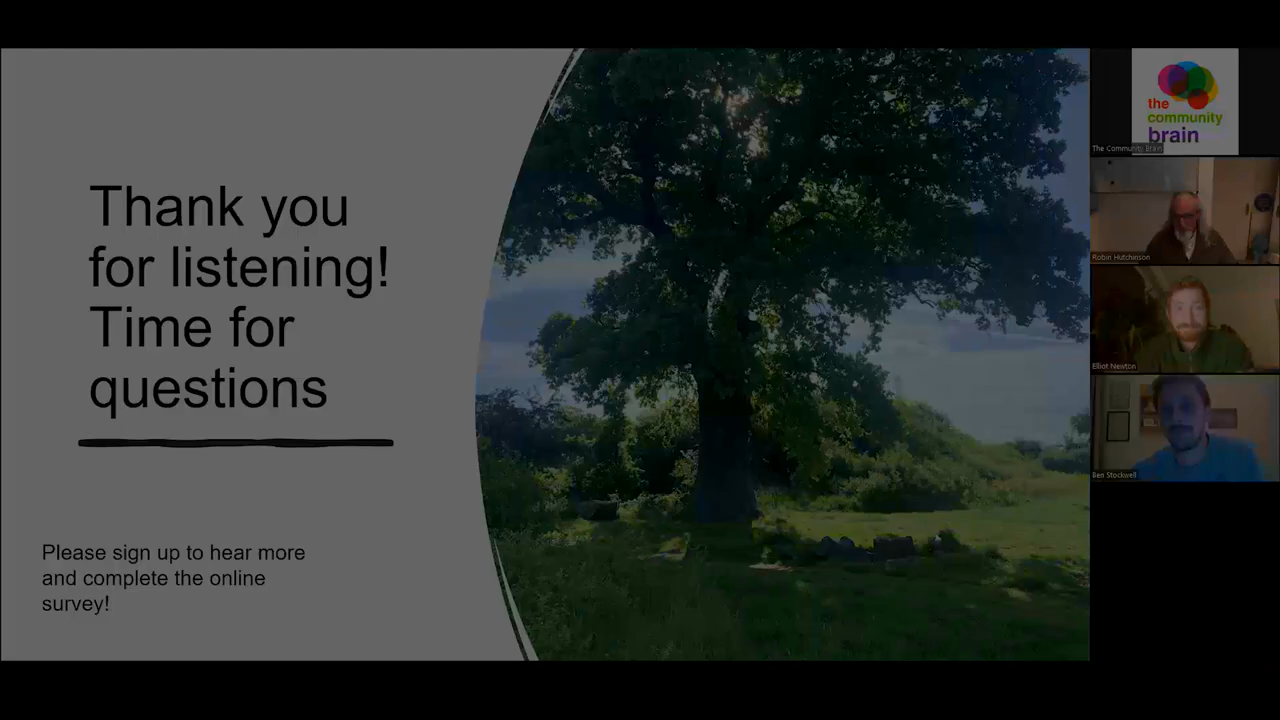 Thank you
for listening!
Time for
questions
Please sign up to hear more
and complete the online
survey!
the
community
brain
The Community Brain
Robin Hutchinson
Elliot Newton
Ben Stockwell